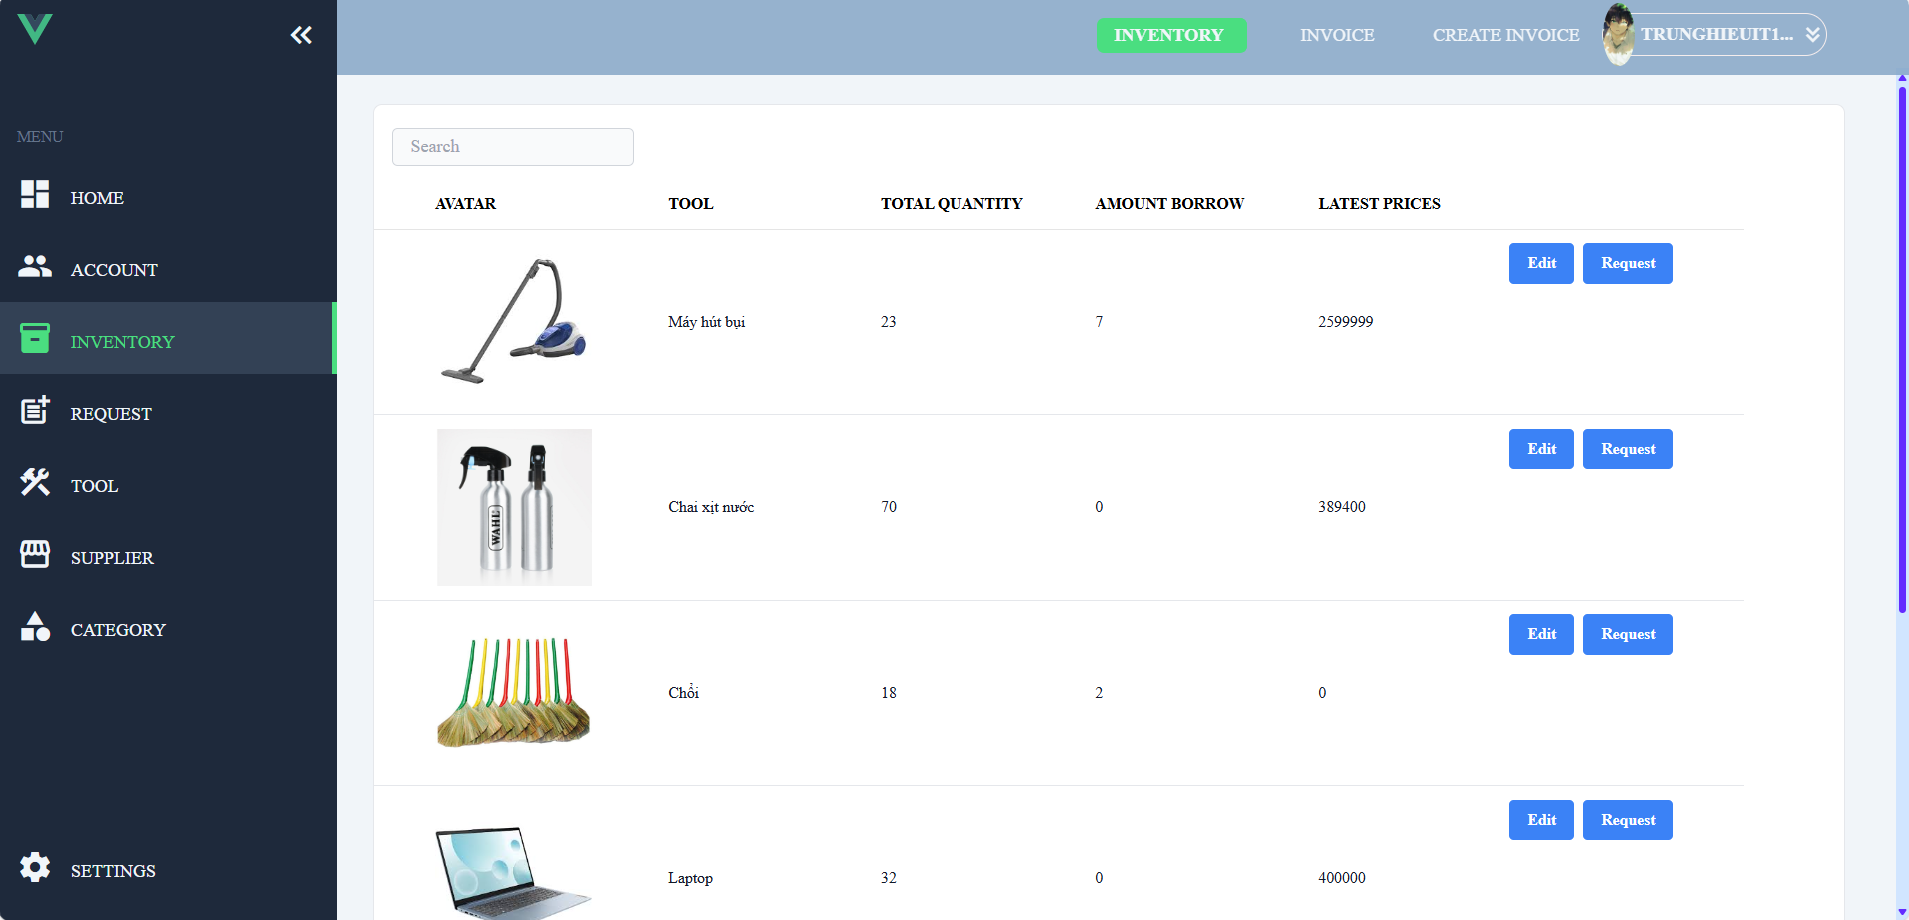 INVENTORY
INVOICE
CREATE INVOICE
TRUNGHIEUIT1...
MENU
HOME
ACCOUNT
INVENTORY
REQUEST
TOOL
SUPPLIER
CATEGORY
SETTINGS
Search
AVATAR TOOL TOTAL QUANTITY AMOUNT BORROW LATEST PRICES
Edit Request
Máy hút bụi 23 7 2599999
Edit Request
WAHL
Chai xịt nước 70 0 389400
Edit Request
Chổi 18 2 0
Edit Request
Laptop 32 0 400000